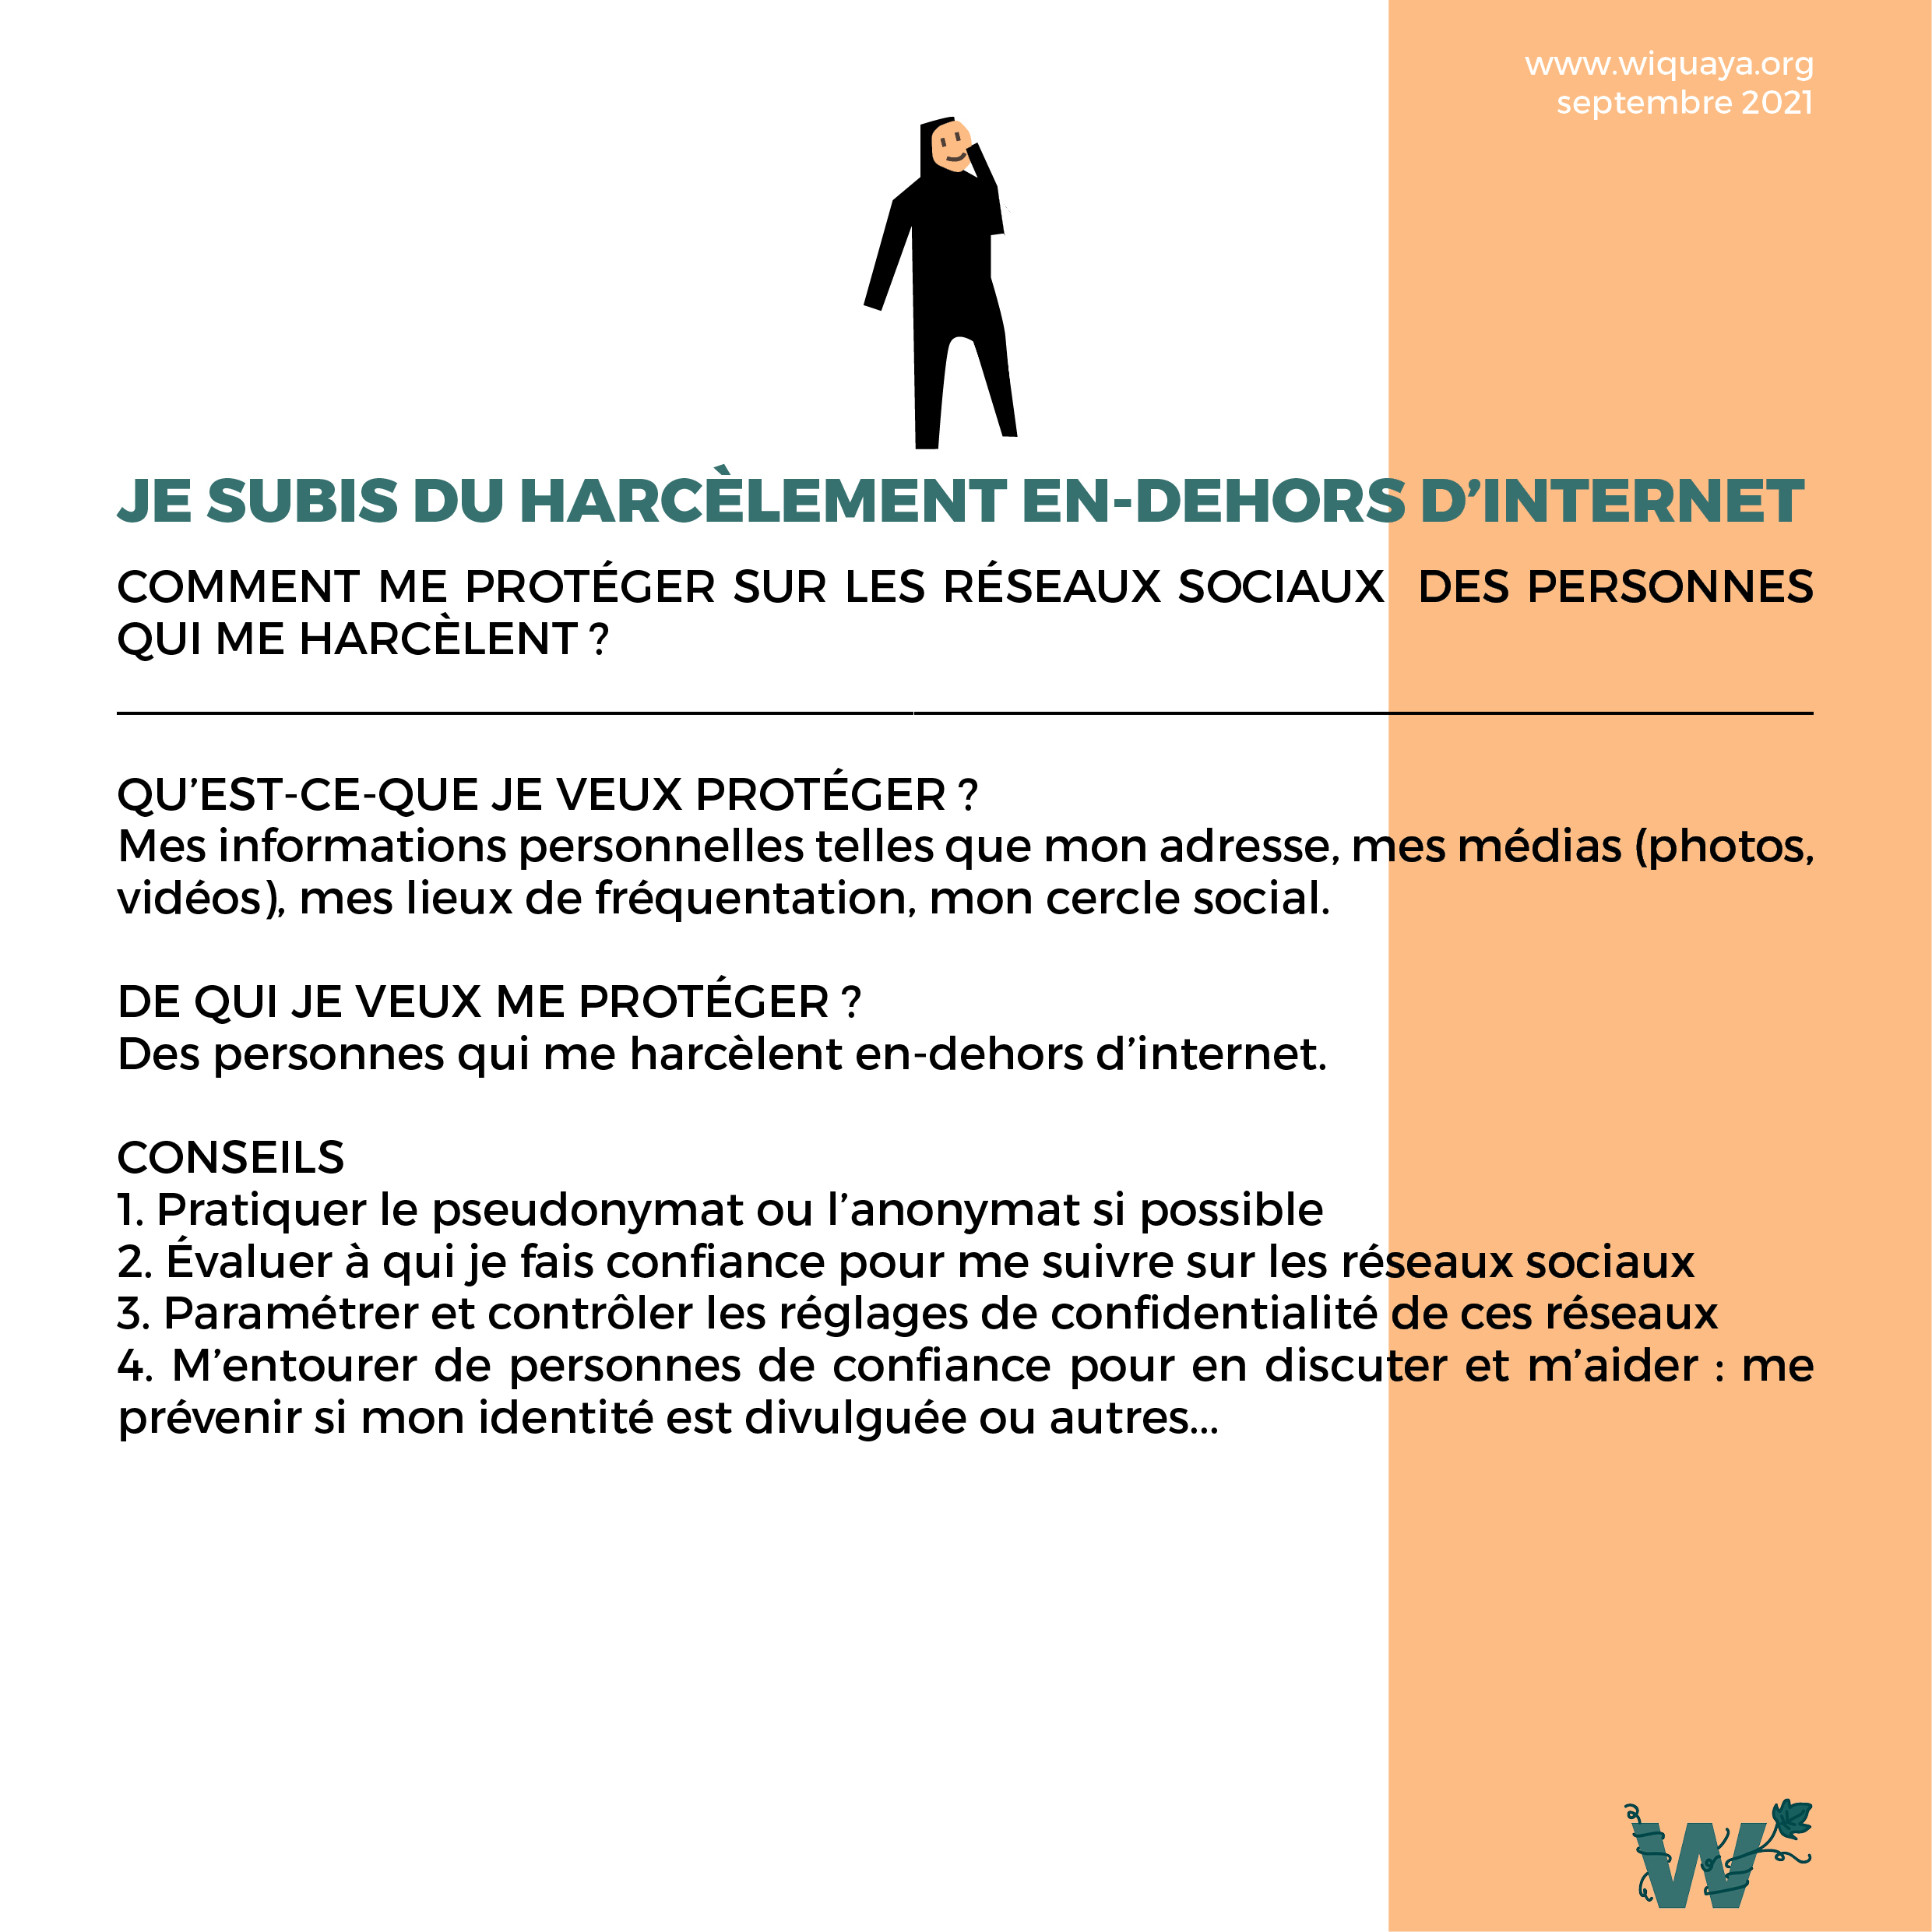 www.wiquaya.org
septembre 2021
JE SUBIS DU HARCÈLEMENT EN-DEHORS D’INTERNET
COMMENT ME PROTÉGER SUR LES RÉSEAUX SOCIAUX DES PERSONNES
QUI ME HARCÈLENT ?
QU’EST-CE-QUE JE VEUX PROTÉGER ?
Mes informations personnelles telles que mon adresse, mes médias (photos,
vidéos), mes lieux de fréquentation, mon cercle social.
DE QUI JE VEUX ME PROTÉGER ?
Des personnes qui me harcèlent en-dehors d’internet.
CONSEILS
1. Pratiquer le pseudonymat ou l’anonymat si possible
2. Évaluer à qui je fais confiance pour me suivre sur les réseaux sociaux
3. Paramétrer et contrôler les réglages de confidentialité de ces réseaux
4. M’entourer de personnes de confiance pour en discuter et m’aider : me
prévenir si mon identité est divulguée ou autres...
W